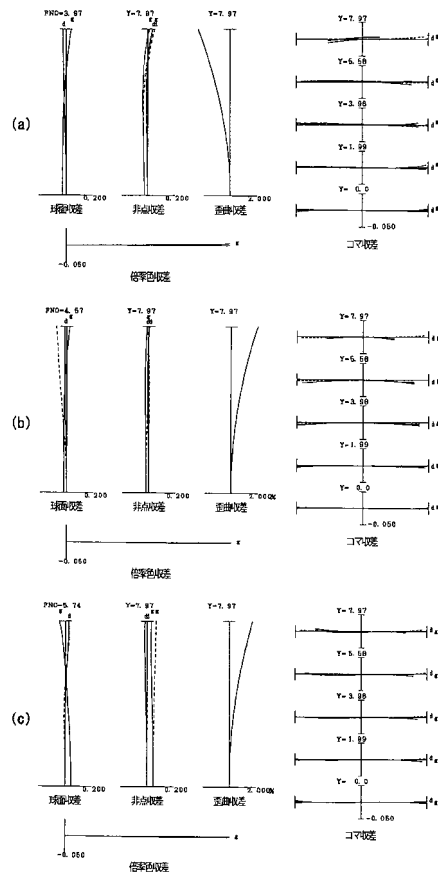 (a)
FNO=3.97
Y=7.97
Y=7.97
d
g
0.200
0.200
2.000%
球面収差
非点収差
歪曲収差
g
-0.050
倍率色収差
Y=7.97
Y=5.58
Y=3.98
Y=1.99
Y= 0.0
-0.050
コマ収差
(b)
FNO=4.57
Y=7.97
Y=7.97
d
g
0.200
0.200
2.000%
球面収差
非点収差
歪曲収差
g
-0.050
倍率色収差
Y=7.97
Y=5.58
Y=3.98
Y=1.99
Y= 0.0
-0.050
コマ収差
(c)
FNO=5.74
Y=7.97
Y=7.97
g
d
0.200
0.200
2.000%
球面収差
非点収差
歪曲収差
g
-0.050
倍率色収差
Y=7.97
Y=5.58
Y=3.98
Y=1.99
Y= 0.0
-0.050
コマ収差